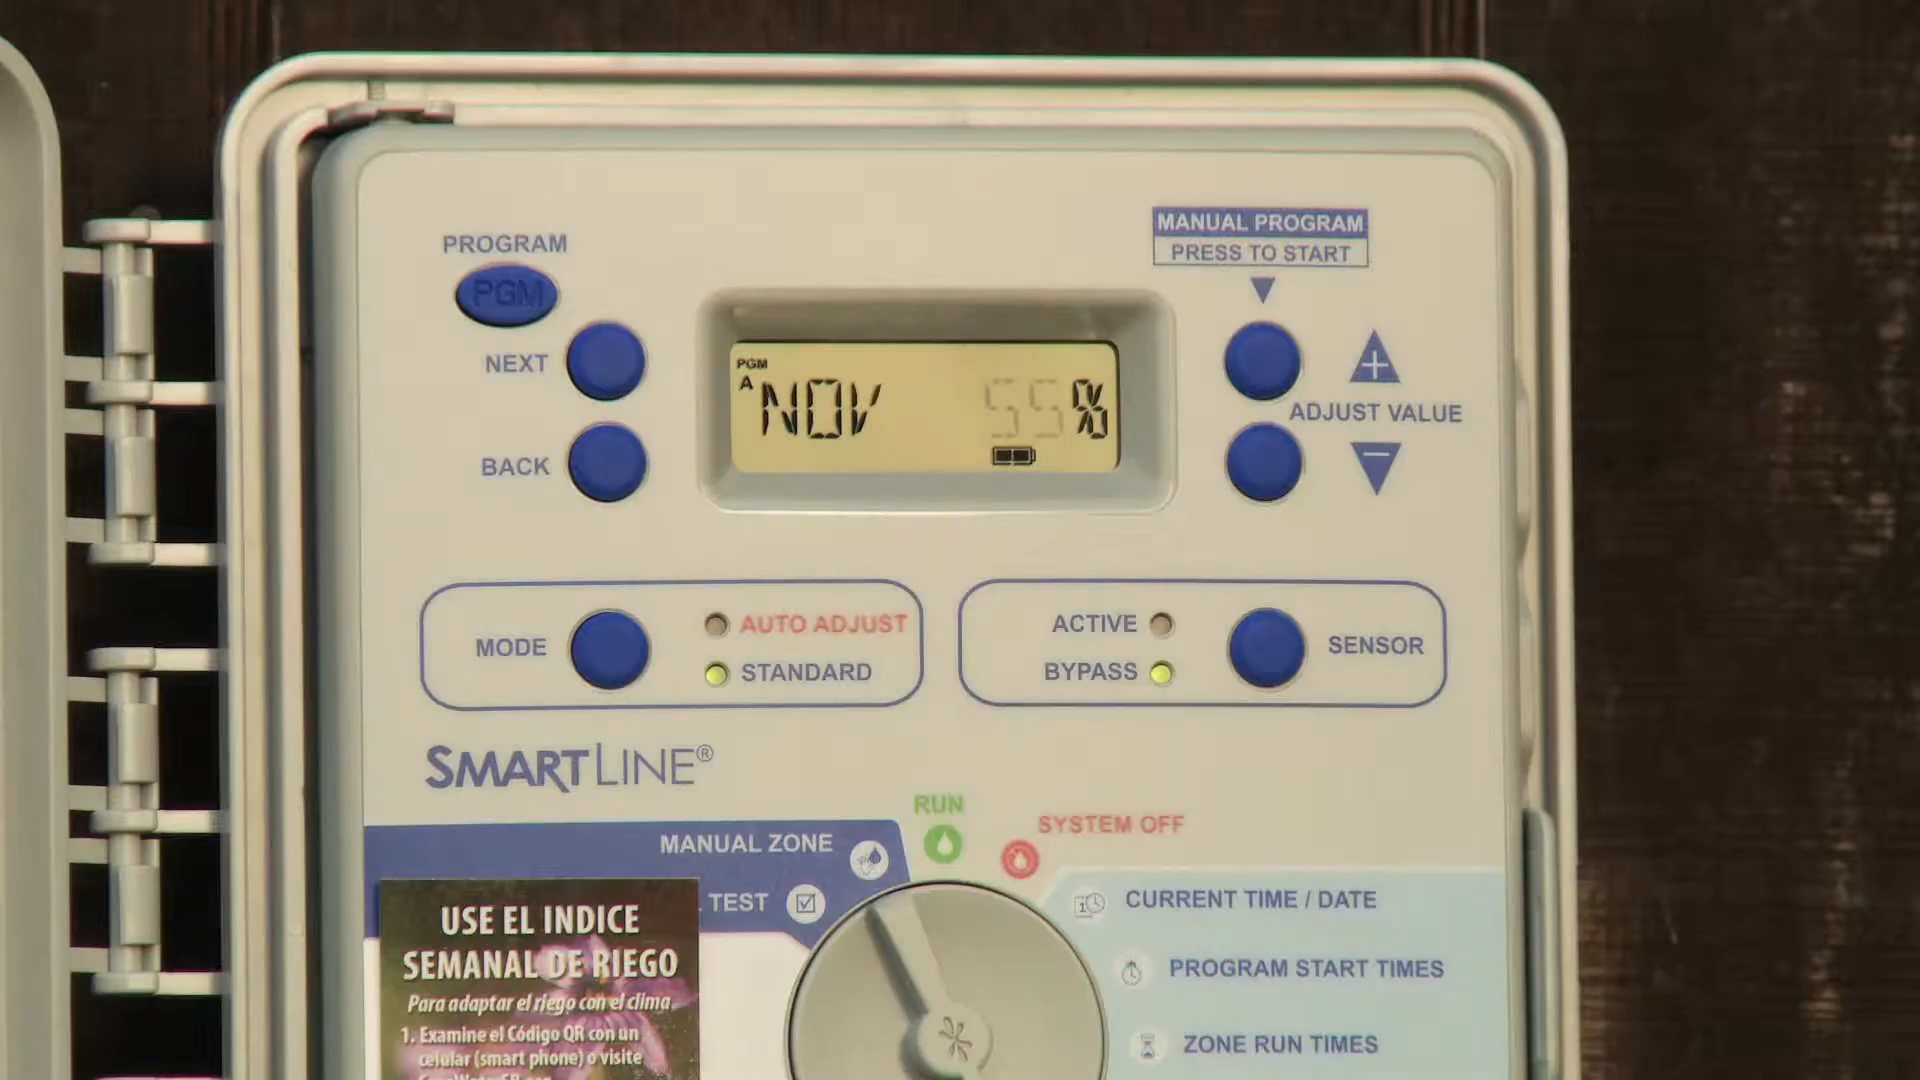 MANUAL PROGRAM
PRESS TO START
PROGRAM
PGM
NEXT
BACK
PGM
A
NOV 55%
+
ADJUST VALUE
−
MODE
AUTO ADJUST
STANDARD
ACTIVE
BYPASS
SENSOR
SMARTLINE®
RUN
SYSTEM OFF
MANUAL ZONE
TEST
CURRENT TIME / DATE
PROGRAM START TIMES
ZONE RUN TIMES
USE EL INDICE
SEMANAL DE RIEGO
Para adaptar el riego con el clima.
1. Examine el Código QR con un
celular (smart phone) o visite